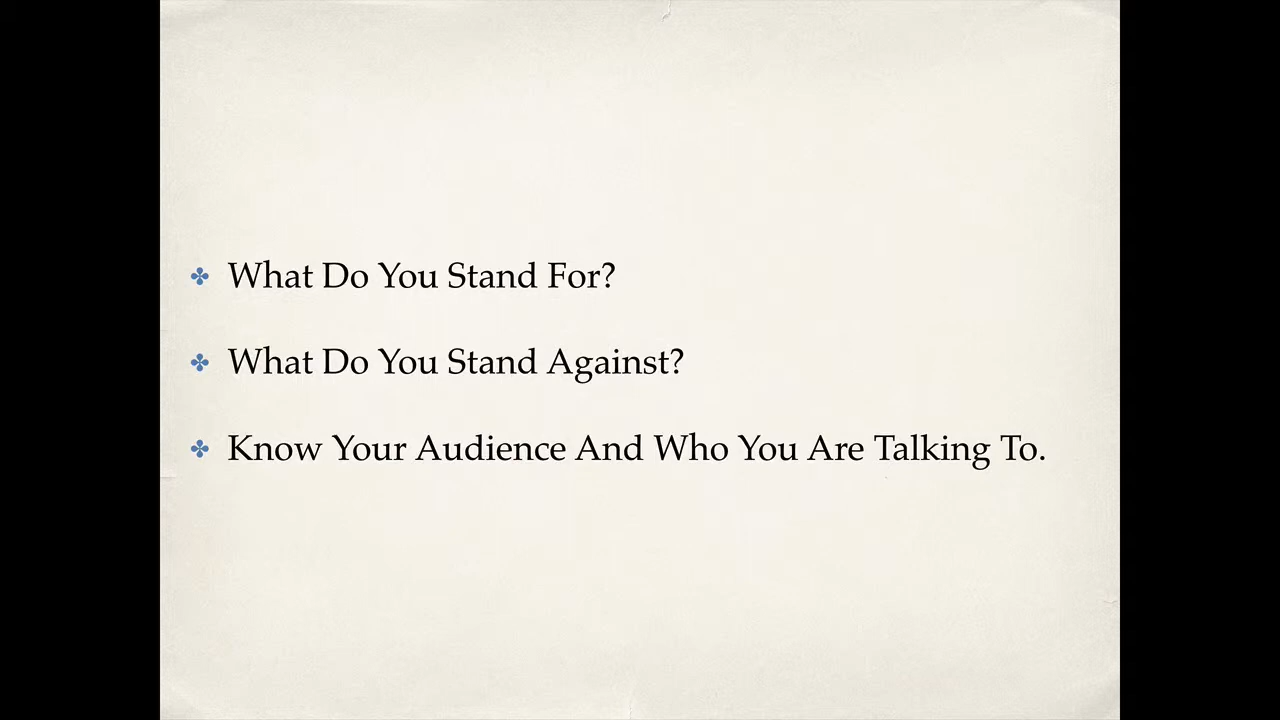 What Do You Stand For?
What Do You Stand Against?
Know Your Audience And Who You Are Talking To.